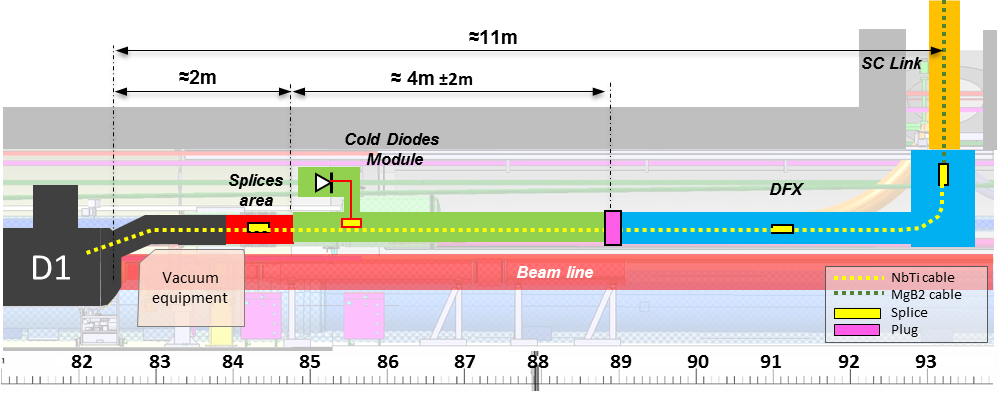 ≈11m
SC Link
≈2m
≈ 4m ±2m
Cold Diodes
Module
Splices
area
DFX
D1
Vacuum
equipment
Beam line
NbTi cable
MgB2 cable
Splice
Plug
82 83 84 85 86 87 88 89 90 91 92 93